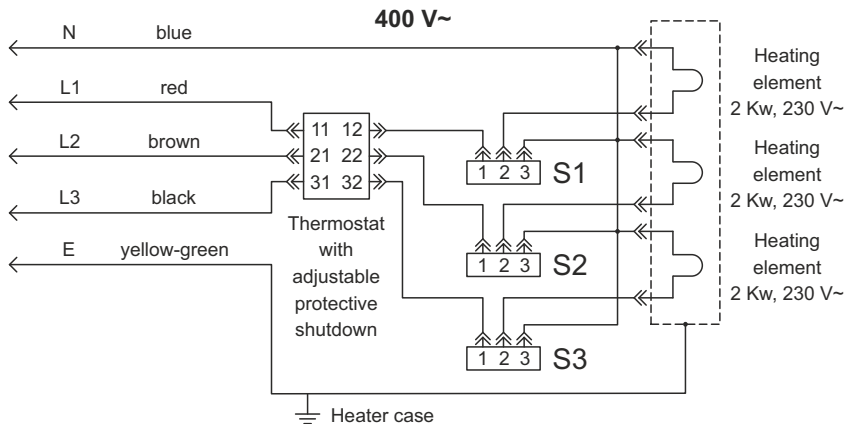 400 V~
N blue
L1 red
L2 brown
L3 black
E yellow-green
11 12
21 22
31 32
Thermostat
with
adjustable
protective
shutdown
1 2 3 S1
1 2 3 S2
1 2 3 S3
Heating
element
2 Kw, 230 V~
Heating
element
2 Kw, 230 V~
Heating
element
2 Kw, 230 V~
Heater case